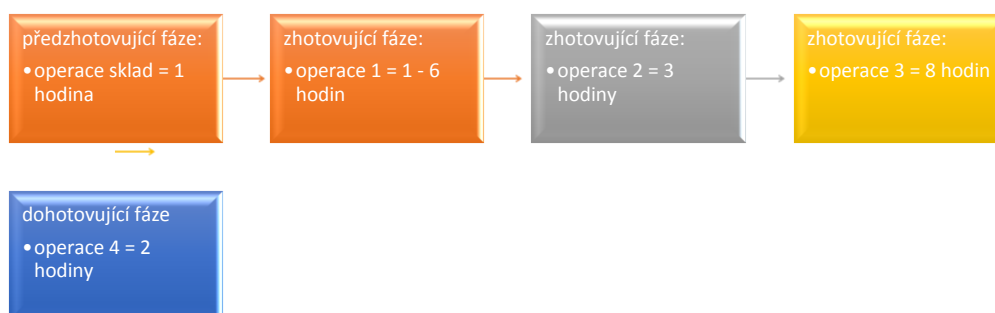 předzhotovující fáze:
•operace sklad = 1
hodina
zhotovující fáze:
•operace 1 = 1 - 6
hodin
zhotovující fáze:
•operace 2 = 3
hodiny
zhotovující fáze:
•operace 3 = 8 hodin
dohotovující fáze
•operace 4 = 2
hodiny